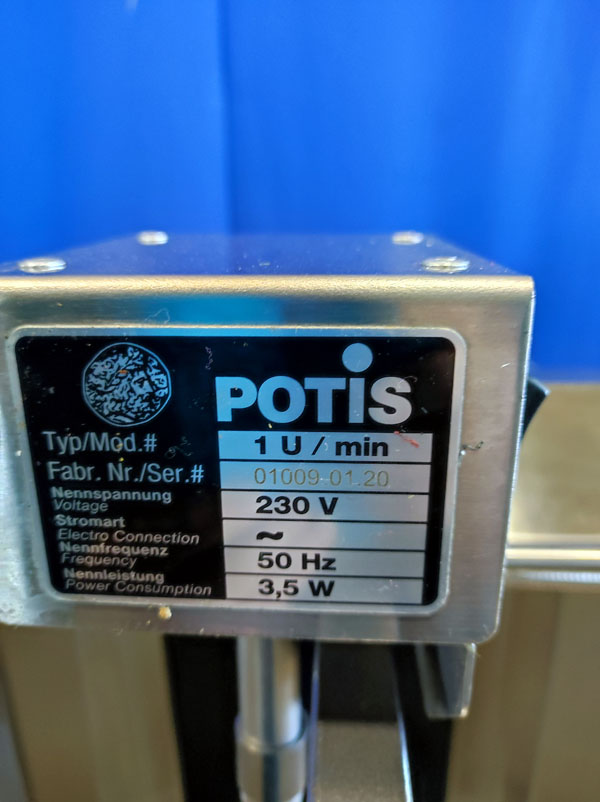 POTIS
Typ/Mod.# 1 U / min
Fabr. Nr./Ser.# 01009-01.20
Nennspannung
Voltage 230 V
Stromart
Electro Connection ~
Nennfrequenz
Frequency 50 Hz
Nennleistung
Power Consumption 3,5 W